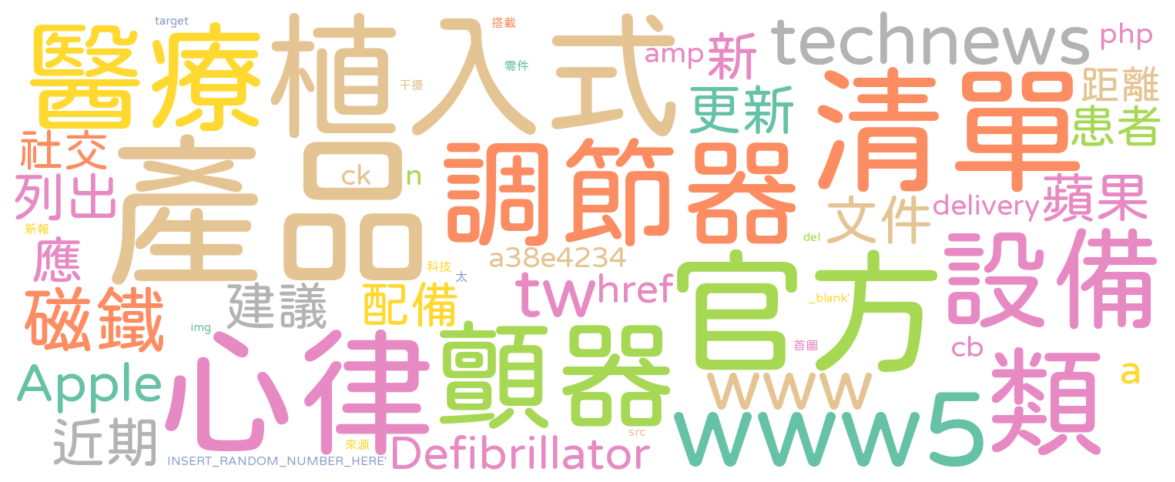 target
搭載
technews
php
醫療
植入式
amp
新
零件
干擾
更新
清單
距離
患者
社交
產品
ck
n
調節器
列出
蘋果
delivery
文件
新報
應
科技
太
a38e4234
del
設備
磁鐵
建議
配備
tw
href
官方
_blank'
img
心律
顫器
首圖
cb
類
a
Apple
www
www5
近期
來源
src
INSERT_RANDOM_NUMBER_HERE'
Defibrillator